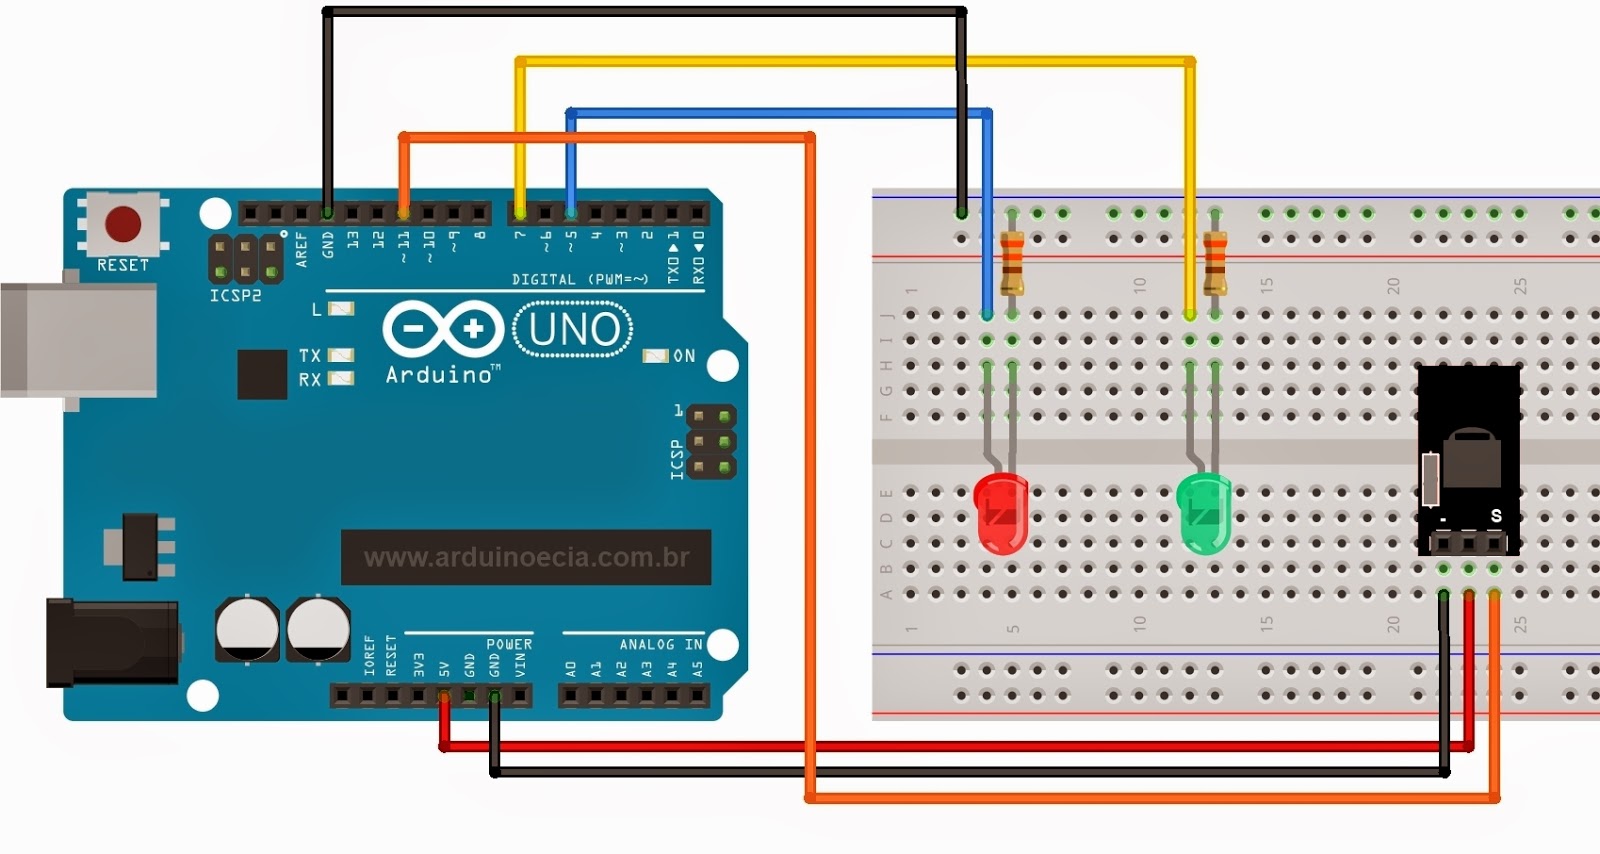 RESET
ICSP2
AREF
GND
13
12
~11
~10
~9
8
7
~6
~5
4
~3
2
TX0 1
RX0 0
DIGITAL (PWM=~)
L
TX
RX
UNO
ON
Arduino™
1
ICSP
www.arduinoecia.com.br
IOREF
RESET
3V3
5V
GND
GND
VIN
POWER
ANALOG IN
A0
A1
A2
A3
A4
A5
1
10
15
20
25
J
I
H
G
F
E
D
C
B
A
- S
1
5
10
15
20
25